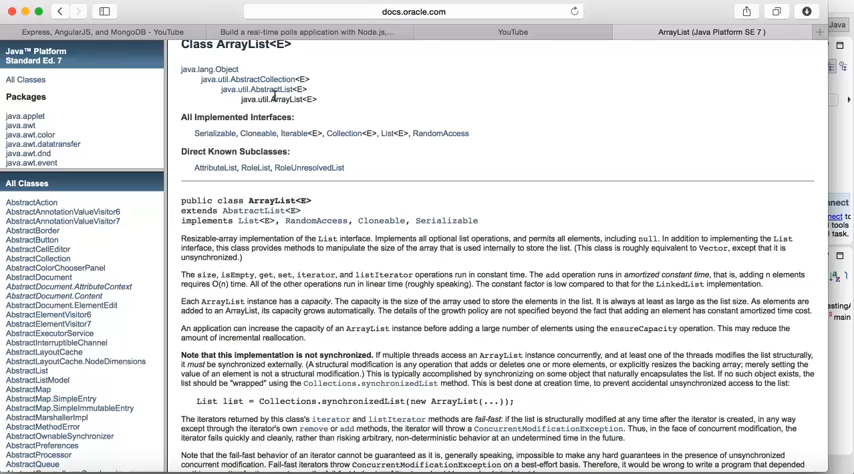 docs.oracle.com
Express, AngularJS, and MongoDB - YouTube
Build a real-time polls application with Node.js,...
YouTube
ArrayList (Java Platform SE 7 )
Java™ Platform
Standard Ed. 7
All Classes
Packages
java.applet
java.awt
java.awt.color
java.awt.datatransfer
java.awt.dnd
java.awt.event
All Classes
AbstractAction
AbstractAnnotationValueVisitor6
AbstractAnnotationValueVisitor7
AbstractBorder
AbstractButton
AbstractCellEditor
AbstractCollection
AbstractColorChooserPanel
AbstractDocument
AbstractDocument.AttributeContext
AbstractDocument.Content
AbstractDocument.ElementEdit
AbstractElementVisitor6
AbstractElementVisitor7
AbstractExecutorService
AbstractInterruptibleChannel
AbstractLayoutCache
AbstractLayoutCache.NodeDimensions
AbstractList
AbstractListModel
AbstractMap
AbstractMap.SimpleEntry
AbstractMap.SimpleImmutableEntry
AbstractMarshallerImpl
AbstractMethodError
AbstractOwnableSynchronizer
AbstractPreferences
AbstractProcessor
AbstractQueue
Class ArrayList<E>
java.lang.Object
java.util.AbstractCollection<E>
java.util.AbstractList<E>
java.util.ArrayList<E>
All Implemented Interfaces:
Serializable, Cloneable, Iterable<E>, Collection<E>, List<E>, RandomAccess
Direct Known Subclasses:
AttributeList, RoleList, RoleUnresolvedList
public class ArrayList<E>
extends AbstractList<E>
implements List<E>, RandomAccess, Cloneable, Serializable
Resizable-array implementation of the List interface. Implements all optional list operations, and permits all elements, including null. In addition to implementing the List
interface, this class provides methods to manipulate the size of the array that is used internally to store the list. (This class is roughly equivalent to Vector, except that it is
unsynchronized.)
The size, isEmpty, get, set, iterator, and listIterator operations run in constant time. The add operation runs in amortized constant time, that is, adding n elements
requires O(n) time. All of the other operations run in linear time (roughly speaking). The constant factor is low compared to that for the LinkedList implementation.
Each ArrayList instance has a capacity. The capacity is the size of the array used to store the elements in the list. It is always at least as large as the list size. As elements are
added to an ArrayList, its capacity grows automatically. The details of the growth policy are not specified beyond the fact that adding an element has constant amortized time cost.
An application can increase the capacity of an ArrayList instance before adding a large number of elements using the ensureCapacity operation. This may reduce the
amount of incremental reallocation.
Note that this implementation is not synchronized. If multiple threads access an ArrayList instance concurrently, and at least one of the threads modifies the list structurally,
it must be synchronized externally. (A structural modification is any operation that adds or deletes one or more elements, or explicitly resizes the backing array; merely setting the
value of an element is not a structural modification.) This is typically accomplished by synchronizing on some object that naturally encapsulates the list. If no such object exists, the
list should be "wrapped" using the Collections.synchronizedList method. This is best done at creation time, to prevent accidental unsynchronized access to the list:
List list = Collections.synchronizedList(new ArrayList(...));
The iterators returned by this class's iterator and listIterator methods are fail-fast: if the list is structurally modified at any time after the iterator is created, in any way
except through the iterator's own remove or add methods, the iterator will throw a ConcurrentModificationException. Thus, in the face of concurrent modification, the
iterator fails quickly and cleanly, rather than risking arbitrary, non-deterministic behavior at an undetermined time in the future.
Note that the fail-fast behavior of an iterator cannot be guaranteed as it is, generally speaking, impossible to make any hard guarantees in the presence of unsynchronized
concurrent modification. Fail-fast iterators throw ConcurrentModificationException on a best-effort basis. Therefore, it would be wrong to write a program that depended
Java
nnect
ct to
tools
task.
esting/
main